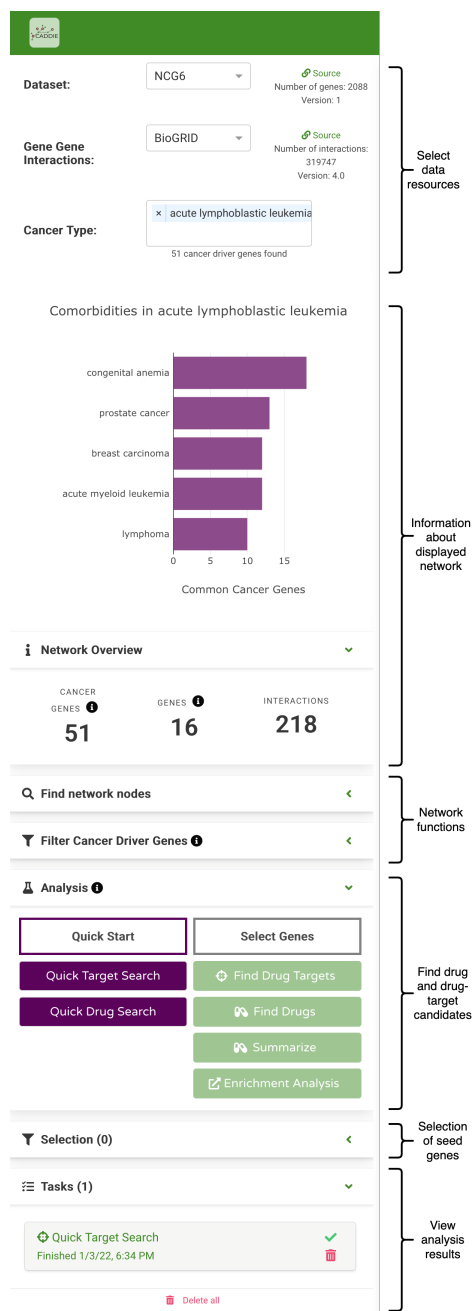 CADDIE
Dataset:
NCG6
Source
Number of genes: 2088
Version: 1
Gene Gene
Interactions:
BioGRID
Source
Number of interactions:
319747
Version: 4.0
Cancer Type:
× acute lymphoblastic leukemia
51 cancer driver genes found
Select
data
resources
Comorbidities in acute lymphoblastic leukemia
congenital anemia
prostate cancer
breast carcinoma
acute myeloid leukemia
lymphoma
0 5 10 15
Common Cancer Genes
Information
about
displayed
network
Network Overview
CANCER
GENES
51
GENES
16
INTERACTIONS
218
Find network nodes
Filter Cancer Driver Genes
Network
functions
Analysis
Quick Start
Select Genes
Quick Target Search
Find Drug Targets
Quick Drug Search
Find Drugs
Summarize
Enrichment Analysis
Find drug
and drug-
target
candidates
Selection (0)
Selection
of seed
genes
Tasks (1)
Quick Target Search
Finished 1/3/22, 6:34 PM
Delete all
View
analysis
results